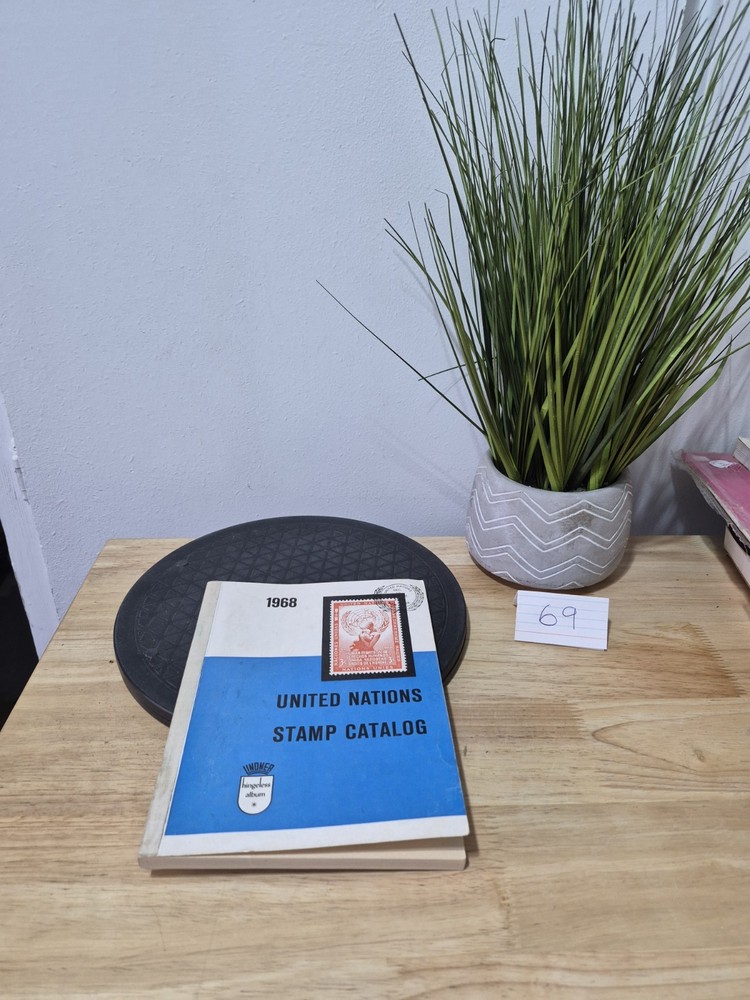 1968
UNITED NATIONS
STAMP CATALOG
LINDNER
hingeless
album
69